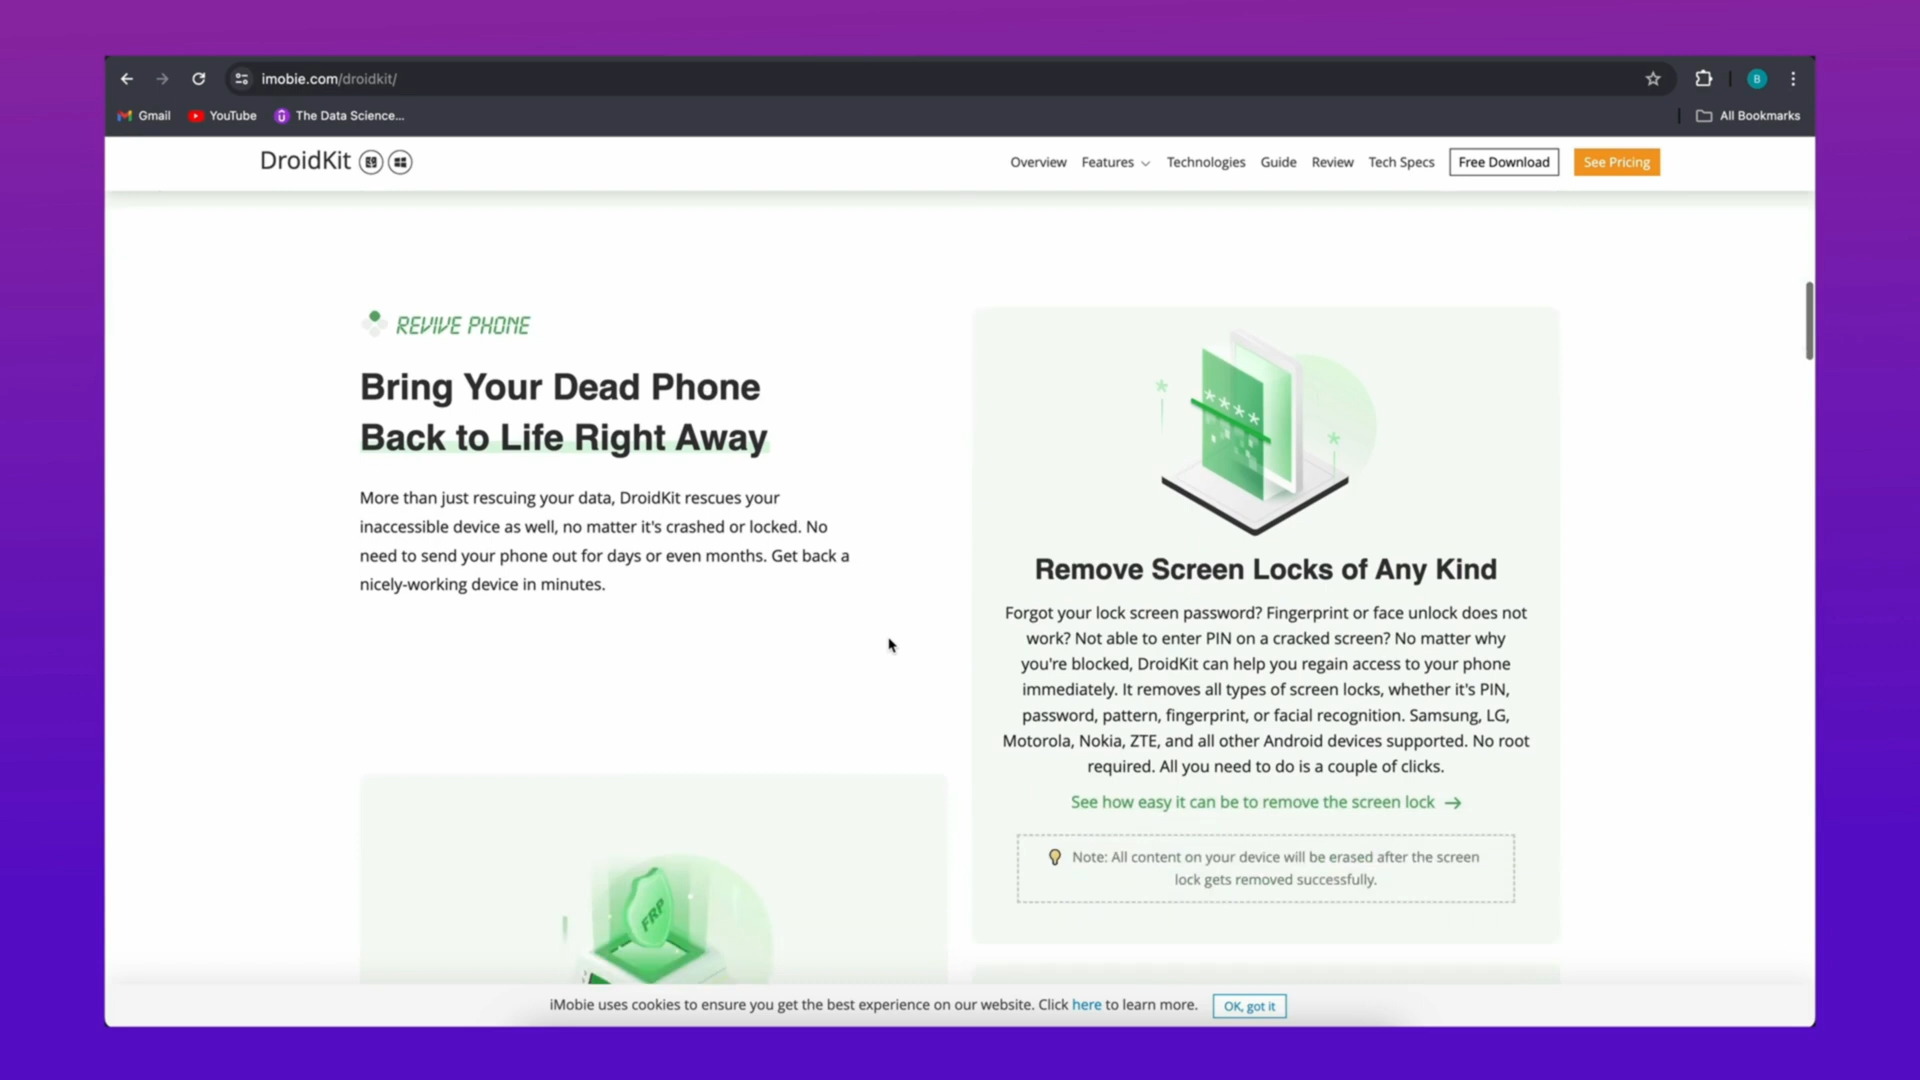 imobie.com/droidkit/
B
Gmail
YouTube
The Data Science...
All Bookmarks
DroidKit
Overview
Features
Technologies
Guide
Review
Tech Specs
Free Download
See Pricing
REVIVE PHONE
Bring Your Dead Phone
Back to Life Right Away
More than just rescuing your data, DroidKit rescues your
inaccessible device as well, no matter it's crashed or locked. No
need to send your phone out for days or even months. Get back a
nicely-working device in minutes.
****
Remove Screen Locks of Any Kind
Forgot your lock screen password? Fingerprint or face unlock does not
work? Not able to enter PIN on a cracked screen? No matter why
you're blocked, DroidKit can help you regain access to your phone
immediately. It removes all types of screen locks, whether it's PIN,
password, pattern, fingerprint, or facial recognition. Samsung, LG,
Motorola, Nokia, ZTE, and all other Android devices supported. No root
required. All you need to do is a couple of clicks.
See how easy it can be to remove the screen lock →
Note: All content on your device will be erased after the screen
lock gets removed successfully.
FRP
iMobie uses cookies to ensure you get the best experience on our website. Click here to learn more.
OK, got it